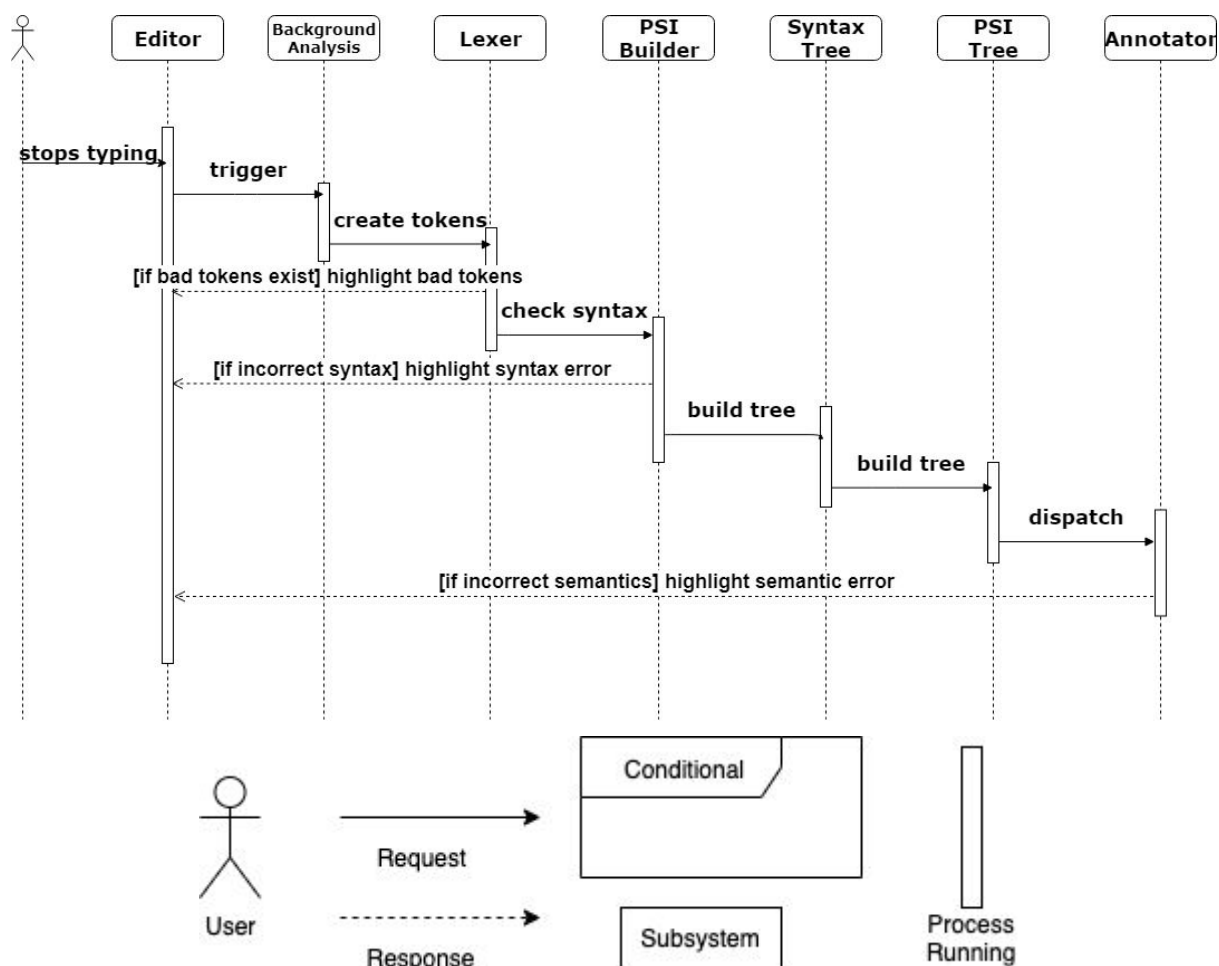 Editor
Background
Analysis
Lexer
PSI
Builder
Syntax
Tree
PSI
Tree
Annotator
stops typing
trigger
create tokens
[if bad tokens exist] highlight bad tokens
check syntax
[if incorrect syntax] highlight syntax error
build tree
build tree
dispatch
[if incorrect semantics] highlight semantic error
Conditional
Request
User
Response
Subsystem
Process
Running